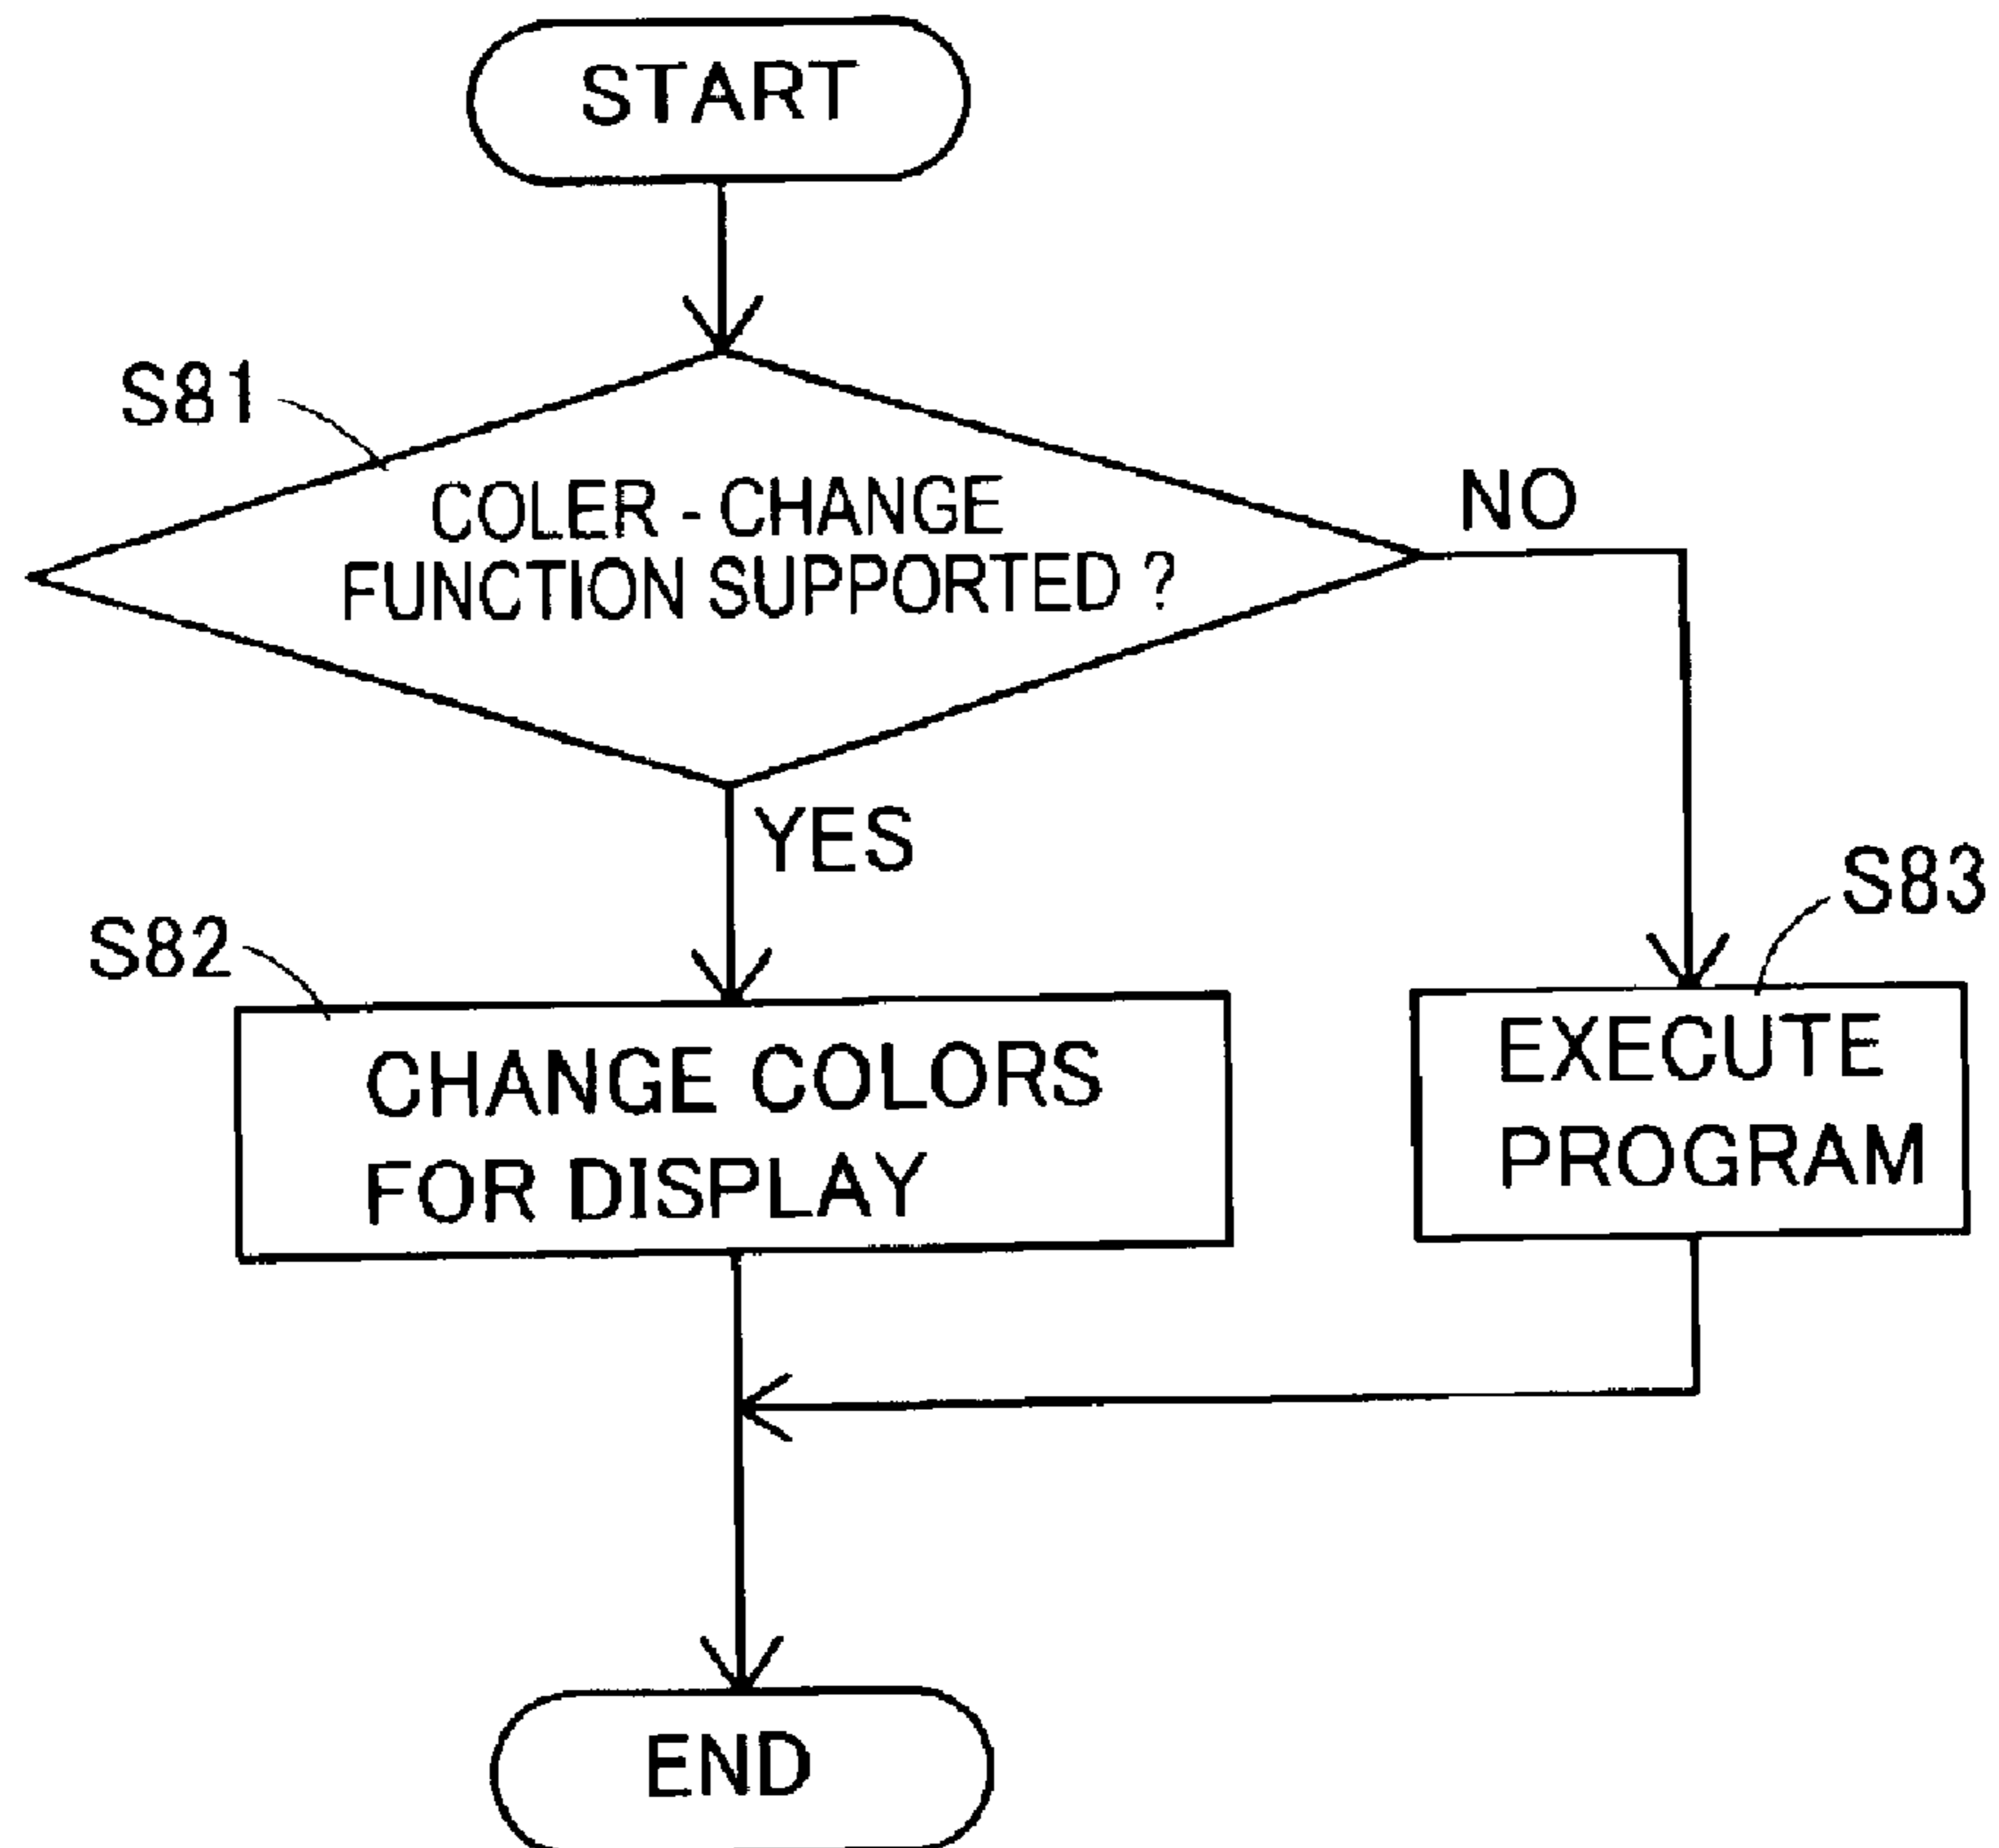 START
S81
COLER - CHANGE
FUNCTION SUPPORTED ?
NO
YES
S82
S83
CHANGE COLORS
FOR DISPLAY
EXECUTE
PROGRAM
END